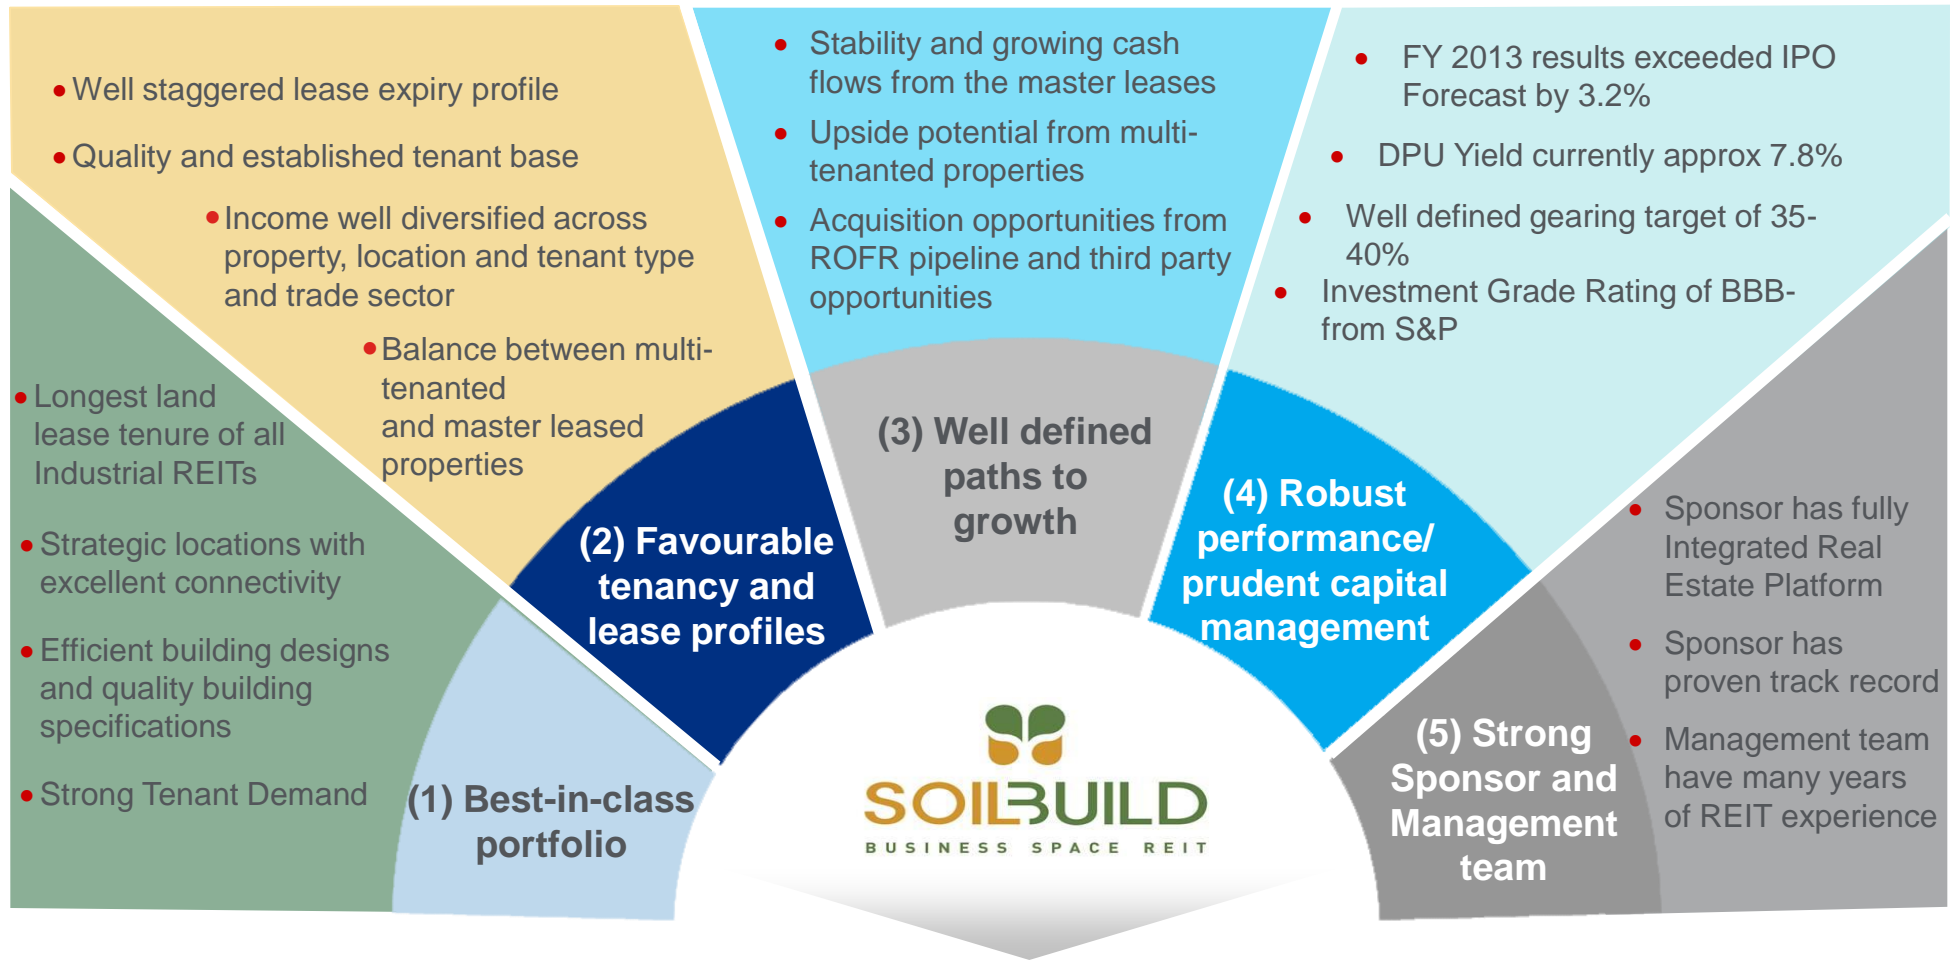 • Longest land
lease tenure of all
Industrial REITs
• Strategic locations with
excellent connectivity
• Efficient building designs
and quality building
specifications
• Strong Tenant Demand
(1) Best-in-class
portfolio
• Well staggered lease expiry profile
• Quality and established tenant base
• Income well diversified across
property, location and tenant type
and trade sector
• Balance between multi-
tenanted
and master leased
properties
(2) Favourable
tenancy and
lease profiles
• Stability and growing cash
flows from the master leases
• Upside potential from multi-
tenanted properties
• Acquisition opportunities from
ROFR pipeline and third party
opportunities
(3) Well defined
paths to
growth
• FY 2013 results exceeded IPO
Forecast by 3.2%
• DPU Yield currently approx 7.8%
• Well defined gearing target of 35-
40%
• Investment Grade Rating of BBB-
from S&P
(4) Robust
performance/
prudent capital
management
• Sponsor has fully
Integrated Real
Estate Platform
• Sponsor has
proven track record
• Management team
have many years
of REIT experience
(5) Strong
Sponsor and
Management
team
SOILBUILD
BUSINESS SPACE REIT